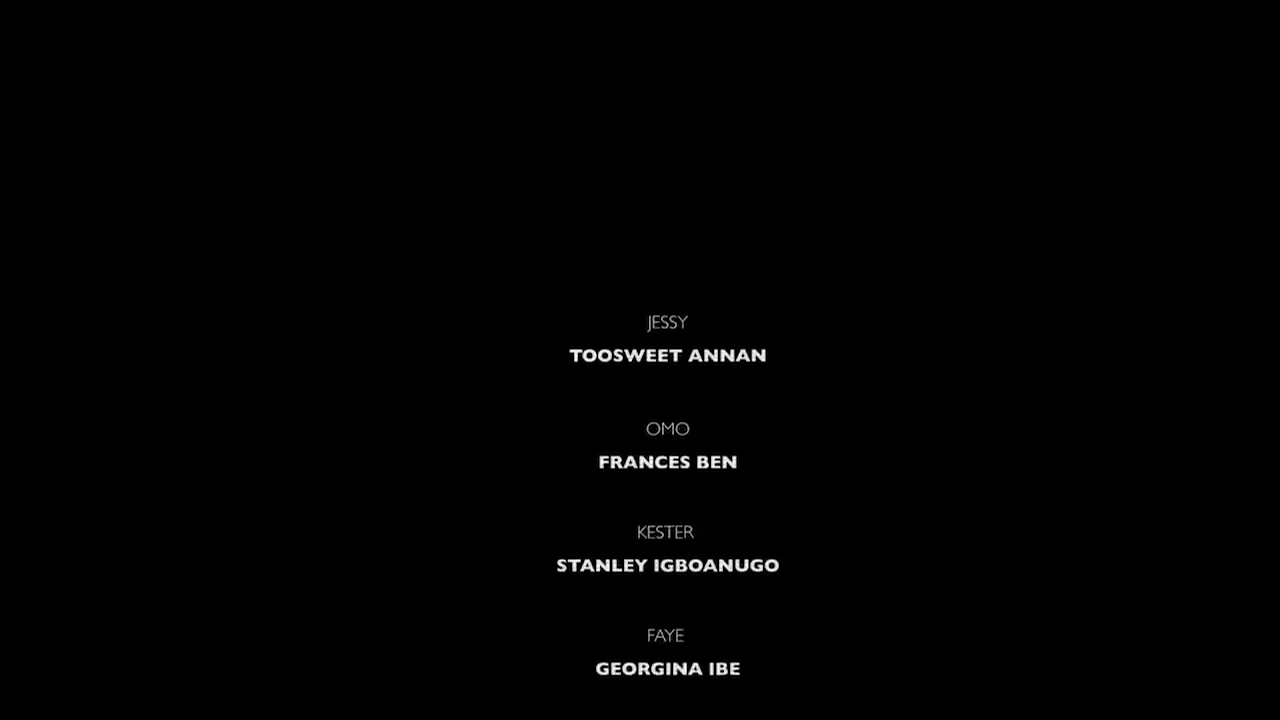 JESSY
TOOSWEET ANNAN
OMO
FRANCES BEN
KESTER
STANLEY IGBOANUGO
FAYE
GEORGINA IBE